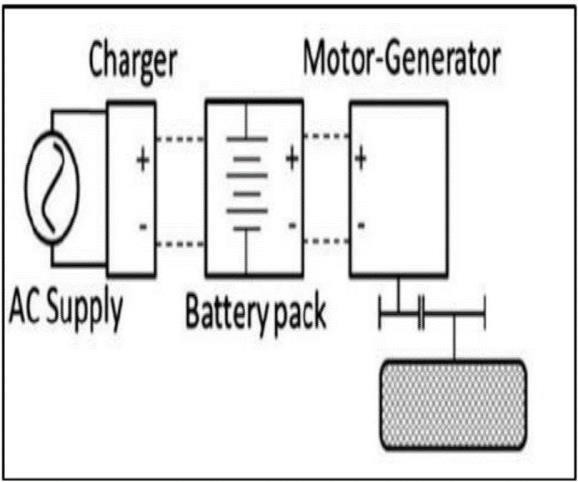 Charger
Motor-Generator
+
+
+
-
-
-
AC Supply
Battery pack